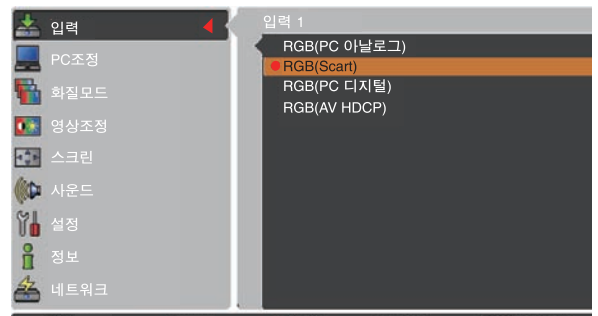 입력
PC조정
화질모드
영상조정
스크린
사운드
설정
정보
네트워크
입력 1
RGB(PC 아날로그)
RGB(Scart)
RGB(PC 디지털)
RGB(AV HDCP)